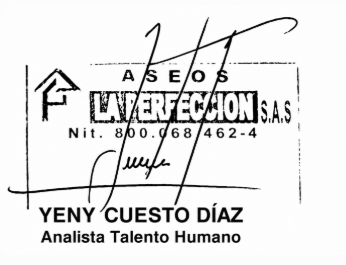 ASEOS
LA PERFECCION S.A.S
Nit. 800.068.462-4
YENY CUESTO DÍAZ
Analista Talento Humano